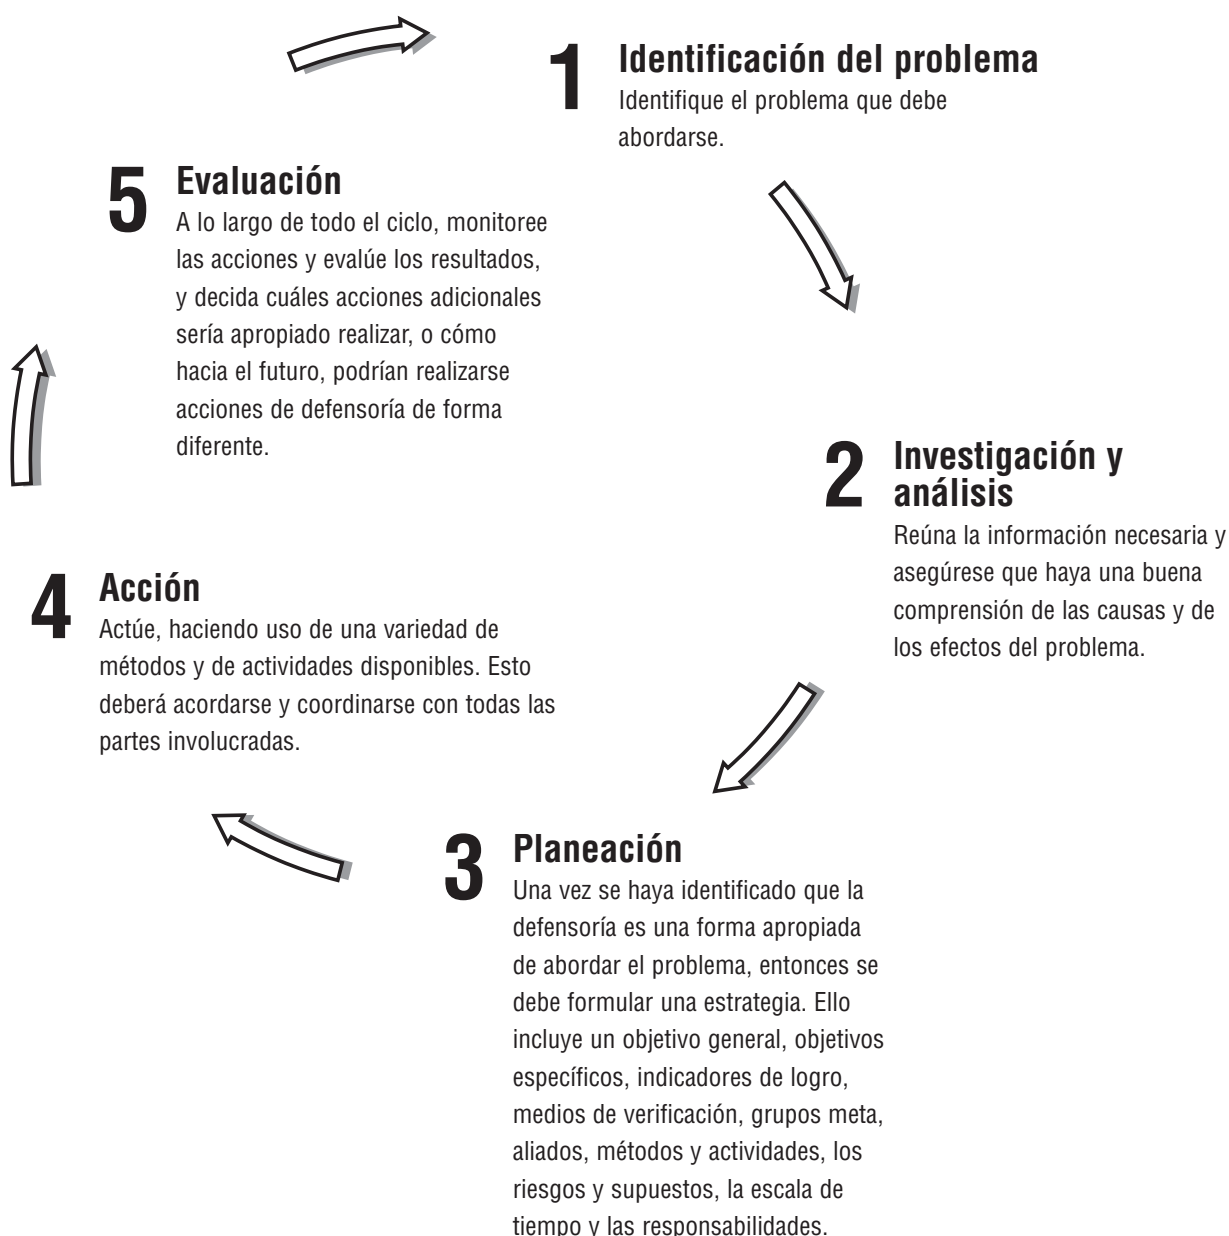 1 Identificación del problema
Identifique el problema que debe
abordarse.
2 Investigación y
análisis
Reúna la información necesaria y
asegúrese que haya una buena
comprensión de las causas y de
los efectos del problema.
3 Planeación
Una vez se haya identificado que la
defensoría es una forma apropiada
de abordar el problema, entonces se
debe formular una estrategia. Ello
incluye un objetivo general, objetivos
específicos, indicadores de logro,
medios de verificación, grupos meta,
aliados, métodos y actividades, los
riesgos y supuestos, la escala de
tiempo y las responsabilidades.
4 Acción
Actúe, haciendo uso de una variedad de
métodos y de actividades disponibles. Esto
deberá acordarse y coordinarse con todas las
partes involucradas.
5 Evaluación
A lo largo de todo el ciclo, monitoree
las acciones y evalúe los resultados,
y decida cuáles acciones adicionales
sería apropiado realizar, o cómo
hacia el futuro, podrían realizarse
acciones de defensoría de forma
diferente.